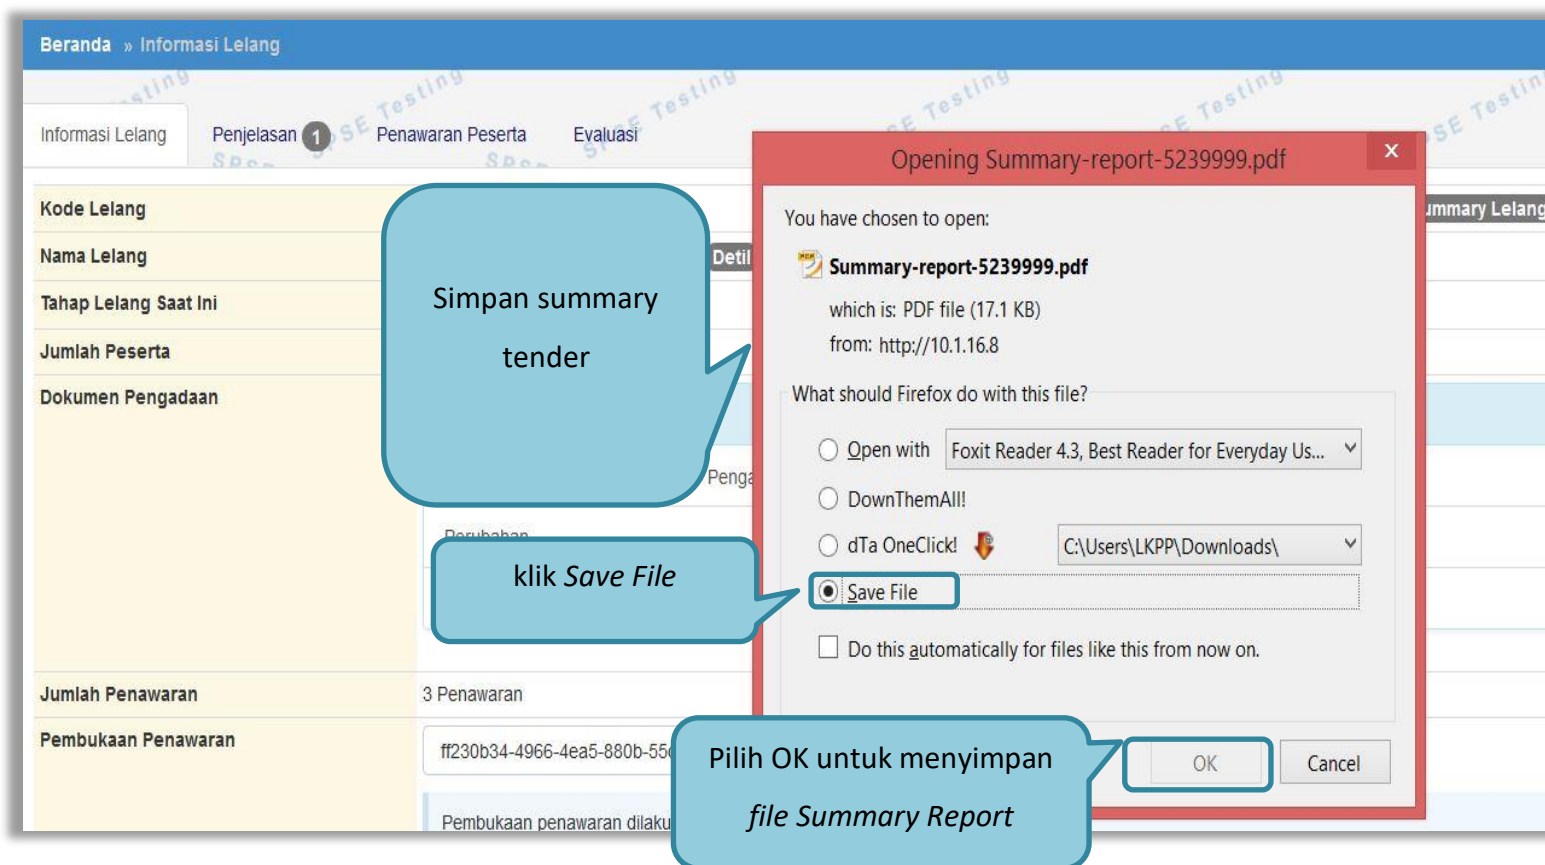 Beranda » Informasi Lelang
Informasi Lelang
Penjelasan 1
Penawaran Peserta
Evaluasi
SPSE Testing
Kode Lelang
Nama Lelang
Detil
Tahap Lelang Saat Ini
Jumlah Peserta
Dokumen Pengadaan
Perubahan
Jumlah Penawaran
3 Penawaran
Pembukaan Penawaran
ff230b34-4966-4ea5-880b-55
Pembukaan penawaran
Lelang
Simpan summary
tender
klik Save File
Pilih OK untuk menyimpan
file Summary Report
Opening Summary-report-5239999.pdf
x
You have chosen to open:
Summary-report-5239999.pdf
which is: PDF file (17.1 KB)
from: http://10.1.16.8
What should Firefox do with this file?
Open with Foxit Reader 4.3, Best Reader for Everyday Us...
DownThemAll!
dTa OneClick! C:\Users\LKPP\Downloads\
Save File
Do this automatically for files like this from now on.
OK
Cancel